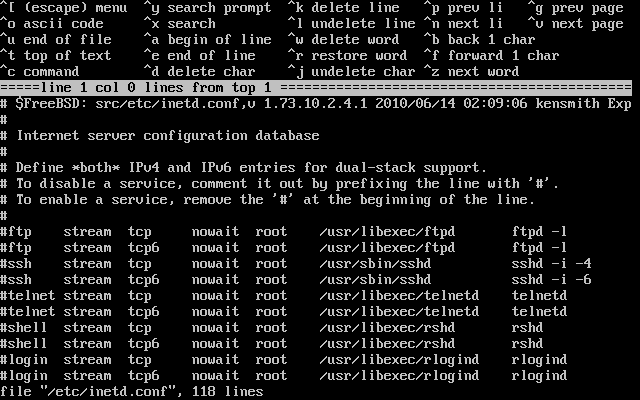 ^[ (escape) menu  ^y search prompt  ^k delete line   ^p prev li  ^g prev page
^o ascii code     ^x search         ^l undelete line ^n next li  ^v next page
^u end of file    ^a begin of line  ^w delete word   ^b back 1 char
^t top of text    ^e end of line    ^r restore word  ^f forward 1 char
^c command        ^d delete char    ^j undelete char ^z next word
=====line 1 col 0 lines from top 1 ============================================
# $FreeBSD: src/etc/inetd.conf,v 1.73.10.2.4.1 2010/06/14 02:09:06 kensmith Exp
#
# Internet server configuration database
#
# Define *both* IPv4 and IPv6 entries for dual-stack support.
# To disable a service, comment it out by prefixing the line with '#'.
# To enable a service, remove the '#' at the beginning of the line.
#
#ftp    stream  tcp     nowait  root    /usr/libexec/ftpd       ftpd -l
#ftp    stream  tcp6    nowait  root    /usr/libexec/ftpd       ftpd -l
#ssh    stream  tcp     nowait  root    /usr/sbin/sshd          sshd -i -4
#ssh    stream  tcp6    nowait  root    /usr/sbin/sshd          sshd -i -6
#telnet stream  tcp     nowait  root    /usr/libexec/telnetd    telnetd
#telnet stream  tcp6    nowait  root    /usr/libexec/telnetd    telnetd
#shell  stream  tcp     nowait  root    /usr/libexec/rshd       rshd
#shell  stream  tcp6    nowait  root    /usr/libexec/rshd       rshd
#login  stream  tcp     nowait  root    /usr/libexec/rlogind    rlogind
#login  stream  tcp6    nowait  root    /usr/libexec/rlogind    rlogind
file "/etc/inetd.conf", 118 lines